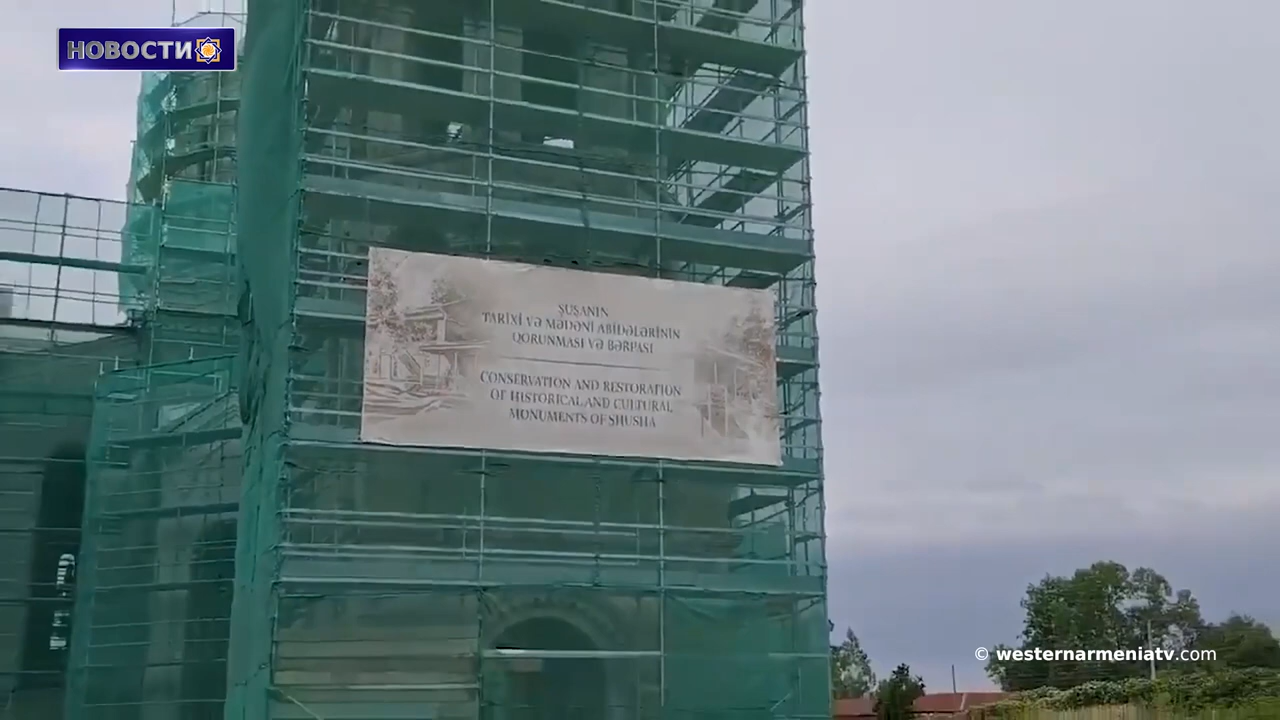 НОВОСТИ
ŞUŞANIN
TARİXİ VƏ MƏDƏNİ ABİDƏLƏRİNİN
QORUNMASI VƏ BƏRPASI
CONSERVATION AND RESTORATION
OF HISTORICAL AND CULTURAL
MONUMENTS OF SHUSHA
© westernarmeniatv.com